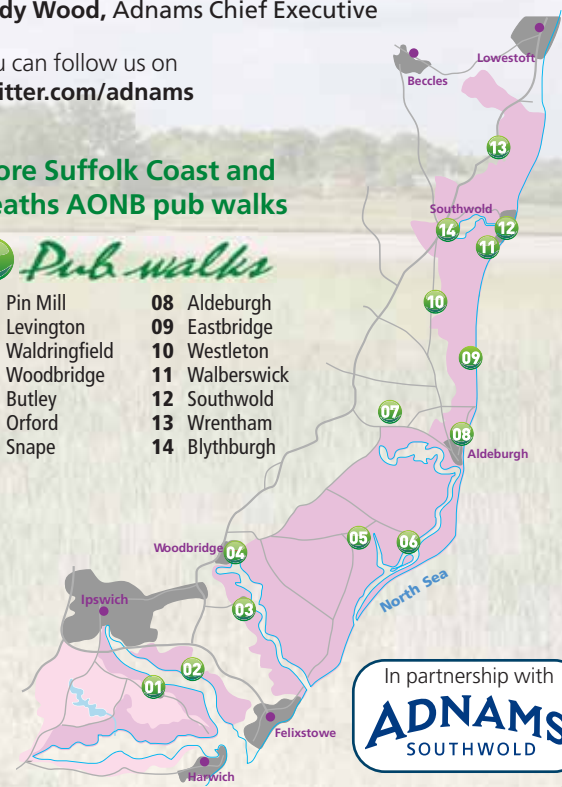 dy Wood, Adnams Chief Executive
u can follow us on
itter.com/adnams
ore Suffolk Coast and
eaths AONB pub walks
Pub walks
Pin Mill
Levington
Waldringfield
Woodbridge
Butley
Orford
Snape
08 Aldeburgh
09 Eastbridge
10 Westleton
11 Walberswick
12 Southwold
13 Wrentham
14 Blythburgh
Lowestoft
Beccles
13
Southwold
14
12
11
10
09
07
08
Aldeburgh
05
06
Woodbridge
04
North Sea
Ipswich
03
02
01
Felixstowe
Harwich
In partnership with
ADNAMS
SOUTHWOLD